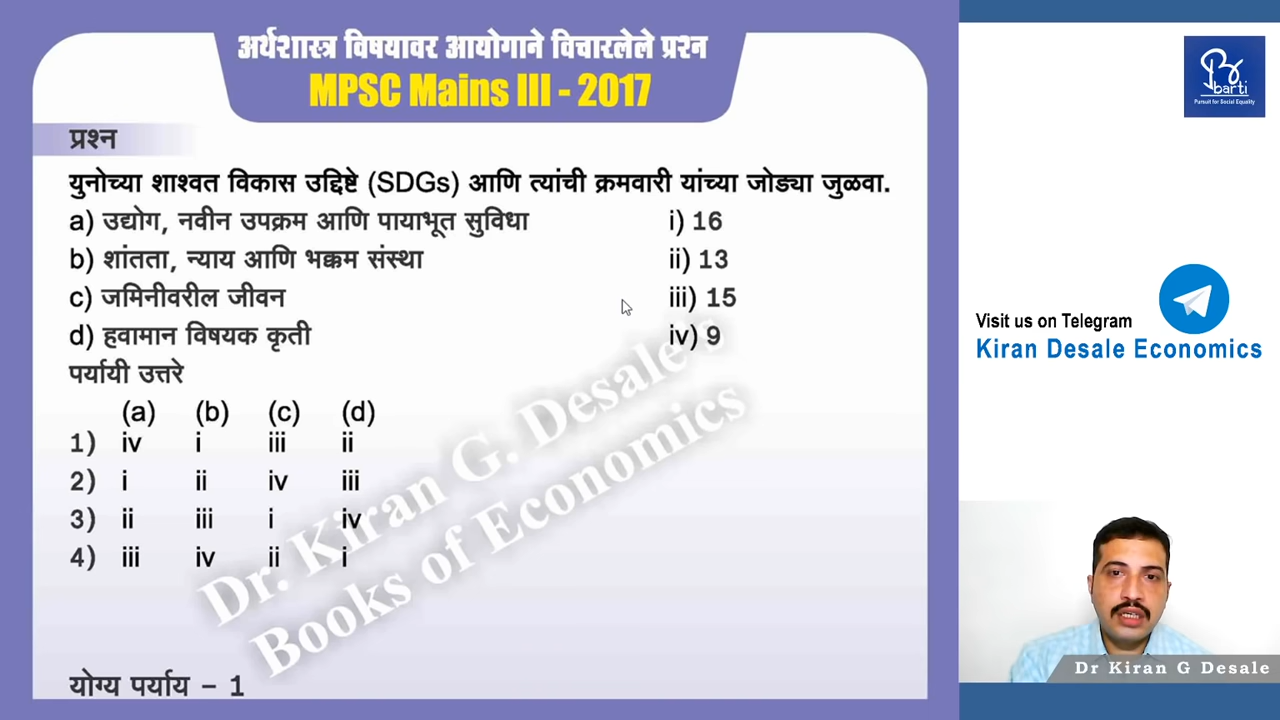 अर्थशास्त्र विषयावर आयोगाने विचारलेले प्रश्न
MPSC Mains III - 2017
प्रश्न
युनोच्या शाश्वत विकास उद्दिष्टे (SDGs) आणि त्यांची क्रमवारी यांच्या जोड्या जुळवा.
a) उद्योग, नवीन उपक्रम आणि पायाभूत सुविधा i) 16
b) शांतता, न्याय आणि भक्कम संस्था ii) 13
c) जमिनीवरील जीवन iii) 15
d) हवामान विषयक कृती iv) 9
पर्यायी उत्तरे
(a) (b) (c) (d)
1) iv i iii ii
2) i ii iv iii
3) ii iii i iv
4) iii iv ii i
योग्य पर्याय – 1
Dr. Kiran G. Desale's
Books of Economics
barti
Pursuit for Social Equality
Visit us on Telegram
Kiran Desale Economics
Dr Kiran G Desale